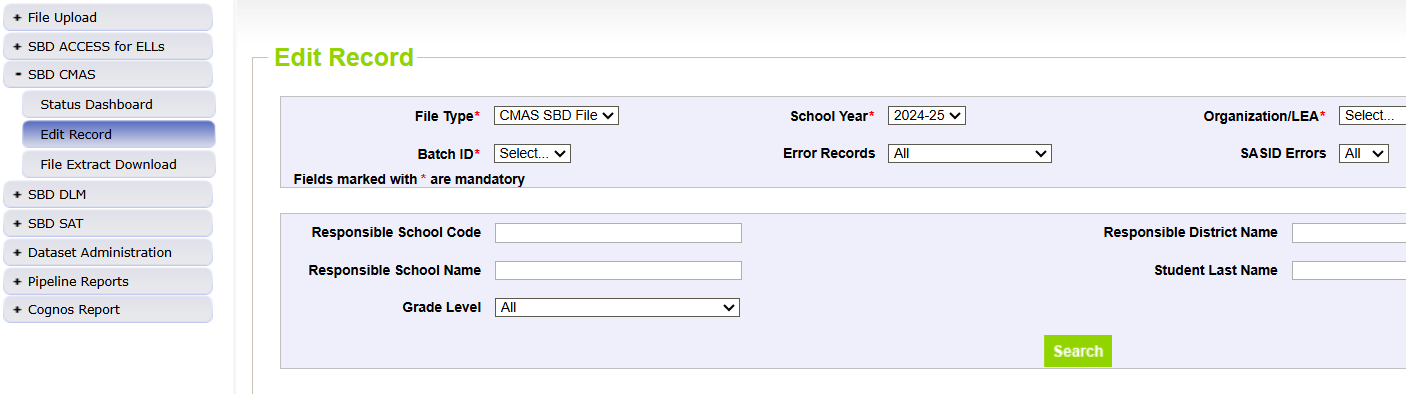 + File Upload
+ SBD ACCESS for ELLs
- SBD CMAS
Status Dashboard
Edit Record
File Extract Download
+ SBD DLM
+ SBD SAT
+ Dataset Administration
+ Pipeline Reports
+ Cognos Report
Edit Record
File Type* CMAS SBD File School Year* 2024-25 Organization/LEA* Select...
Batch ID* Select... Error Records All SASID Errors All
Fields marked with * are mandatory
Responsible School Code Responsible District Name
Responsible School Name Student Last Name
Grade Level All
Search